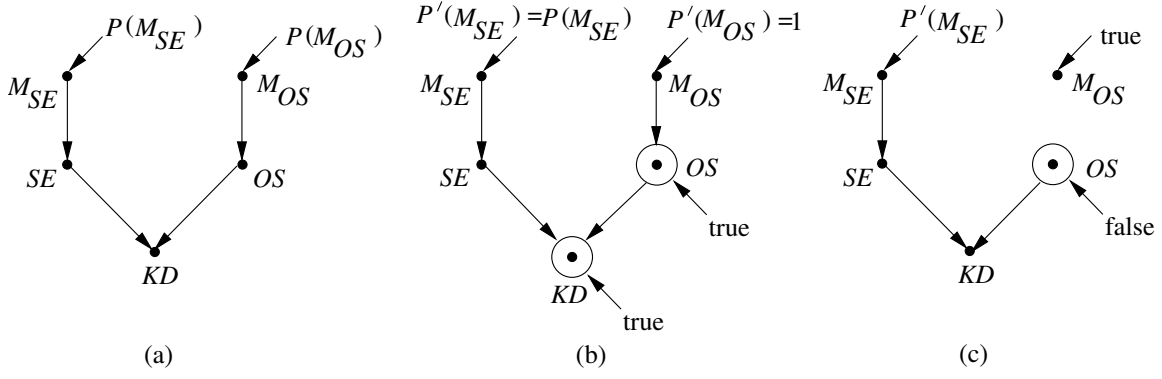 P(M_SE)
P(M_OS)
M_SE
M_OS
SE
OS
KD
(a)
P′(M_SE)=P(M_SE)
P′(M_OS)=1
M_SE
M_OS
SE
OS
true
KD
true
(b)
P′(M_SE)
true
M_SE
M_OS
SE
OS
false
KD
(c)